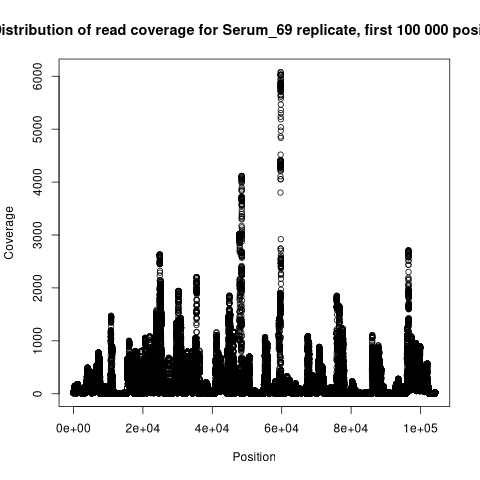 istribution of read coverage for Serum_69 replicate, first 100 000 posi
Coverage
6000
5000
4000
3000
2000
1000
0
0e+00 2e+04 4e+04 6e+04 8e+04 1e+05
Position